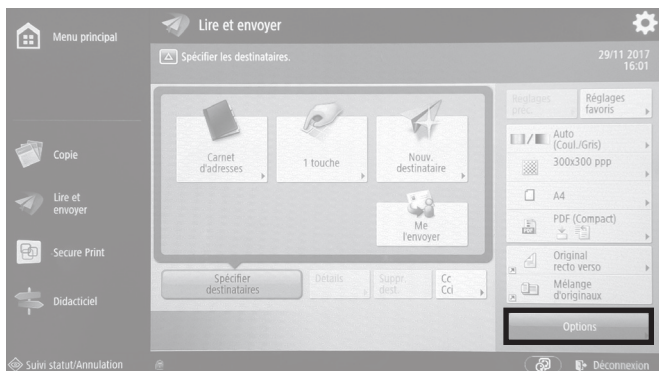 Menu principal
Lire et envoyer
Spécifier les destinataires.
29/11 2017
16:01
Copie
Lire et
envoyer
Secure Print
Didacticiel
Suivi statut/Annulation
Carnet
d'adresses
1 touche
Nouv.
destinataire
Me
l'envoyer
Spécifier
destinataires
Détails
Suppr.
dest.
Cc
Cci
Réglages
préc.
Réglages
favoris
Auto
(Coul./Gris)
300x300 ppp
A4
PDF (Compact)
Original
recto verso
Mélange
d'originaux
Options
Déconnexion